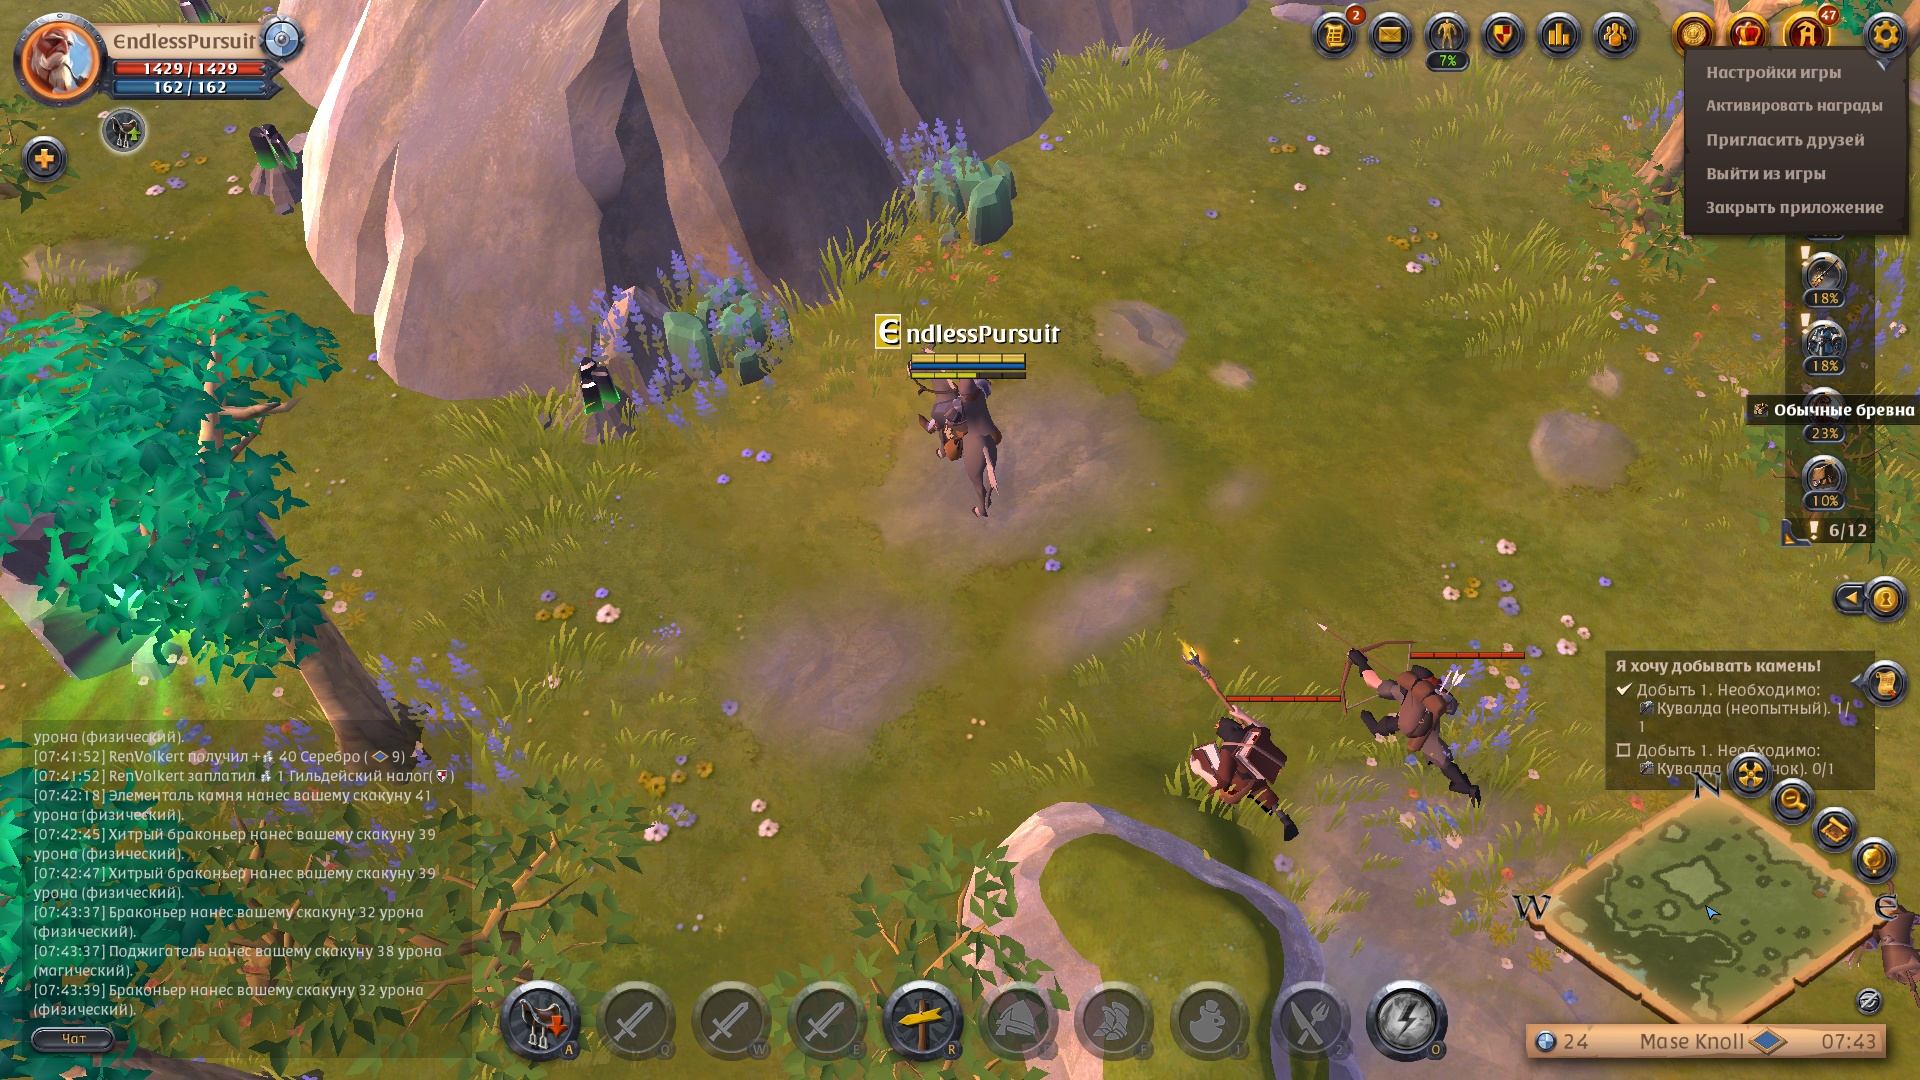 EndlessPursuit
1429 / 1429
162 / 162
2
7%
47
Настройки игры
Активировать награды
Пригласить друзей
Выйти из игры
Закрыть приложение
18%
18%
Обычные бревна
23%
10%
6/12
EndlessPursuit
Я хочу добывать камень!
Добыть 1. Необходимо:
Кувалда (неопытный). 1/
1
Добыть 1. Необходимо:
Кувалда 0/1
урона (физический).
[07:41:52] RenVolkert получил + 40 Серебро ( 9)
[07:41:52] RenVolkert заплатил 1 Гильдейский налог( )
[07:42:18] Элементаль камня нанес вашему скакуну 41
урона (физический).
[07:42:45] Хитрый браконьер нанес вашему скакуну 39
урона (физический).
[07:42:47] Хитрый браконьер нанес вашему скакуну 39
урона (физический).
[07:43:37] Браконьер нанес вашему скакуну 32 урона
(физический).
[07:43:37] Поджигатель нанес вашему скакуну 38 урона
(магический).
[07:43:39] Браконьер нанес вашему скакуну 32 урона
(физический).
Чат
A
Q
W
E
R
F
1
2
O
N
W
E
24 Mase Knoll 07:43